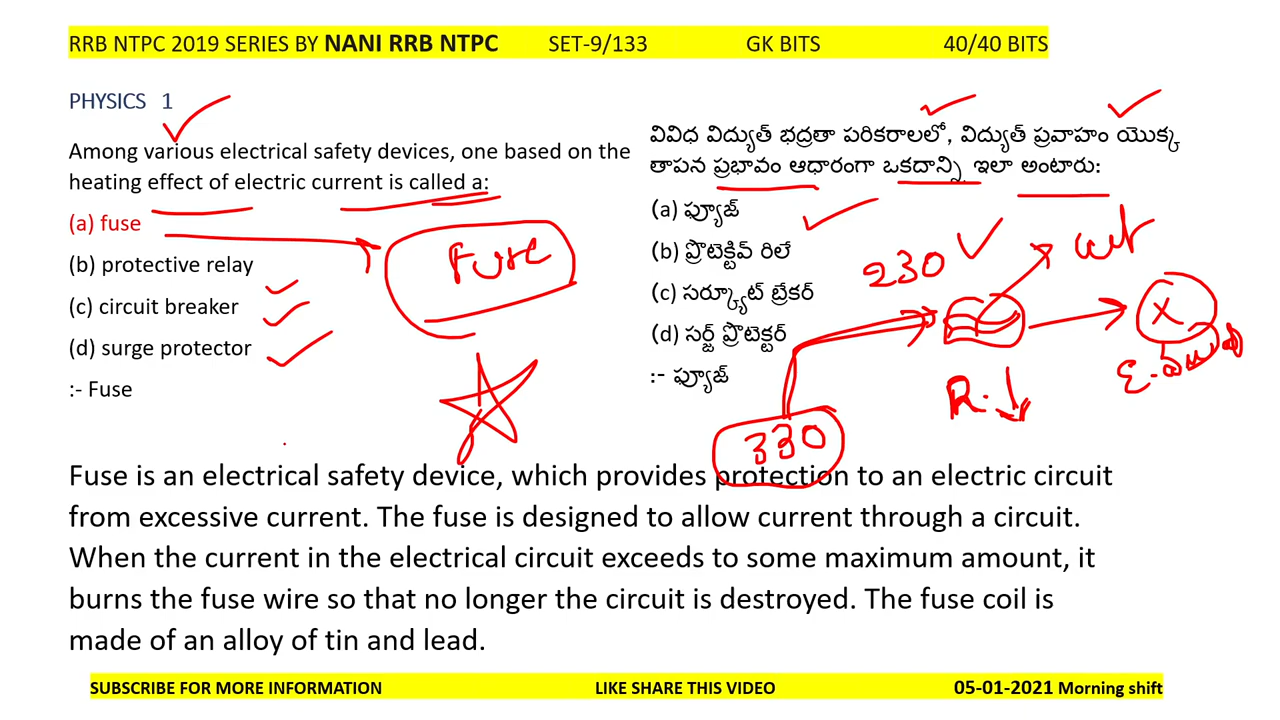 RRB NTPC 2019 SERIES BY NANI RRB NTPC SET-9/133 GK BITS 40/40 BITS
PHYSICS 1
Among various electrical safety devices, one based on the
heating effect of electric current is called a:
(a) fuse
(b) protective relay
(c) circuit breaker
(d) surge protector
:- Fuse
వివిధ విద్యుత్ భద్రతా పరికరాలలో, విద్యుత్ ప్రవాహం యొక్క
తాపన ప్రభావం ఆధారంగా ఒకదాన్ని ఇలా అంటారు:
(a) ఫ్యూజ్
(b) ప్రొటెక్టివ్ రిలే
(c) సర్క్యూట్ బ్రేకర్
(d) సర్జ్ ప్రొటెక్టర్
:- ఫ్యూజ్
Fuse
230
330
R.
Fuse is an electrical safety device, which provides protection to an electric circuit
from excessive current. The fuse is designed to allow current through a circuit.
When the current in the electrical circuit exceeds to some maximum amount, it
burns the fuse wire so that no longer the circuit is destroyed. The fuse coil is
made of an alloy of tin and lead.
SUBSCRIBE FOR MORE INFORMATION LIKE SHARE THIS VIDEO 05-01-2021 Morning shift